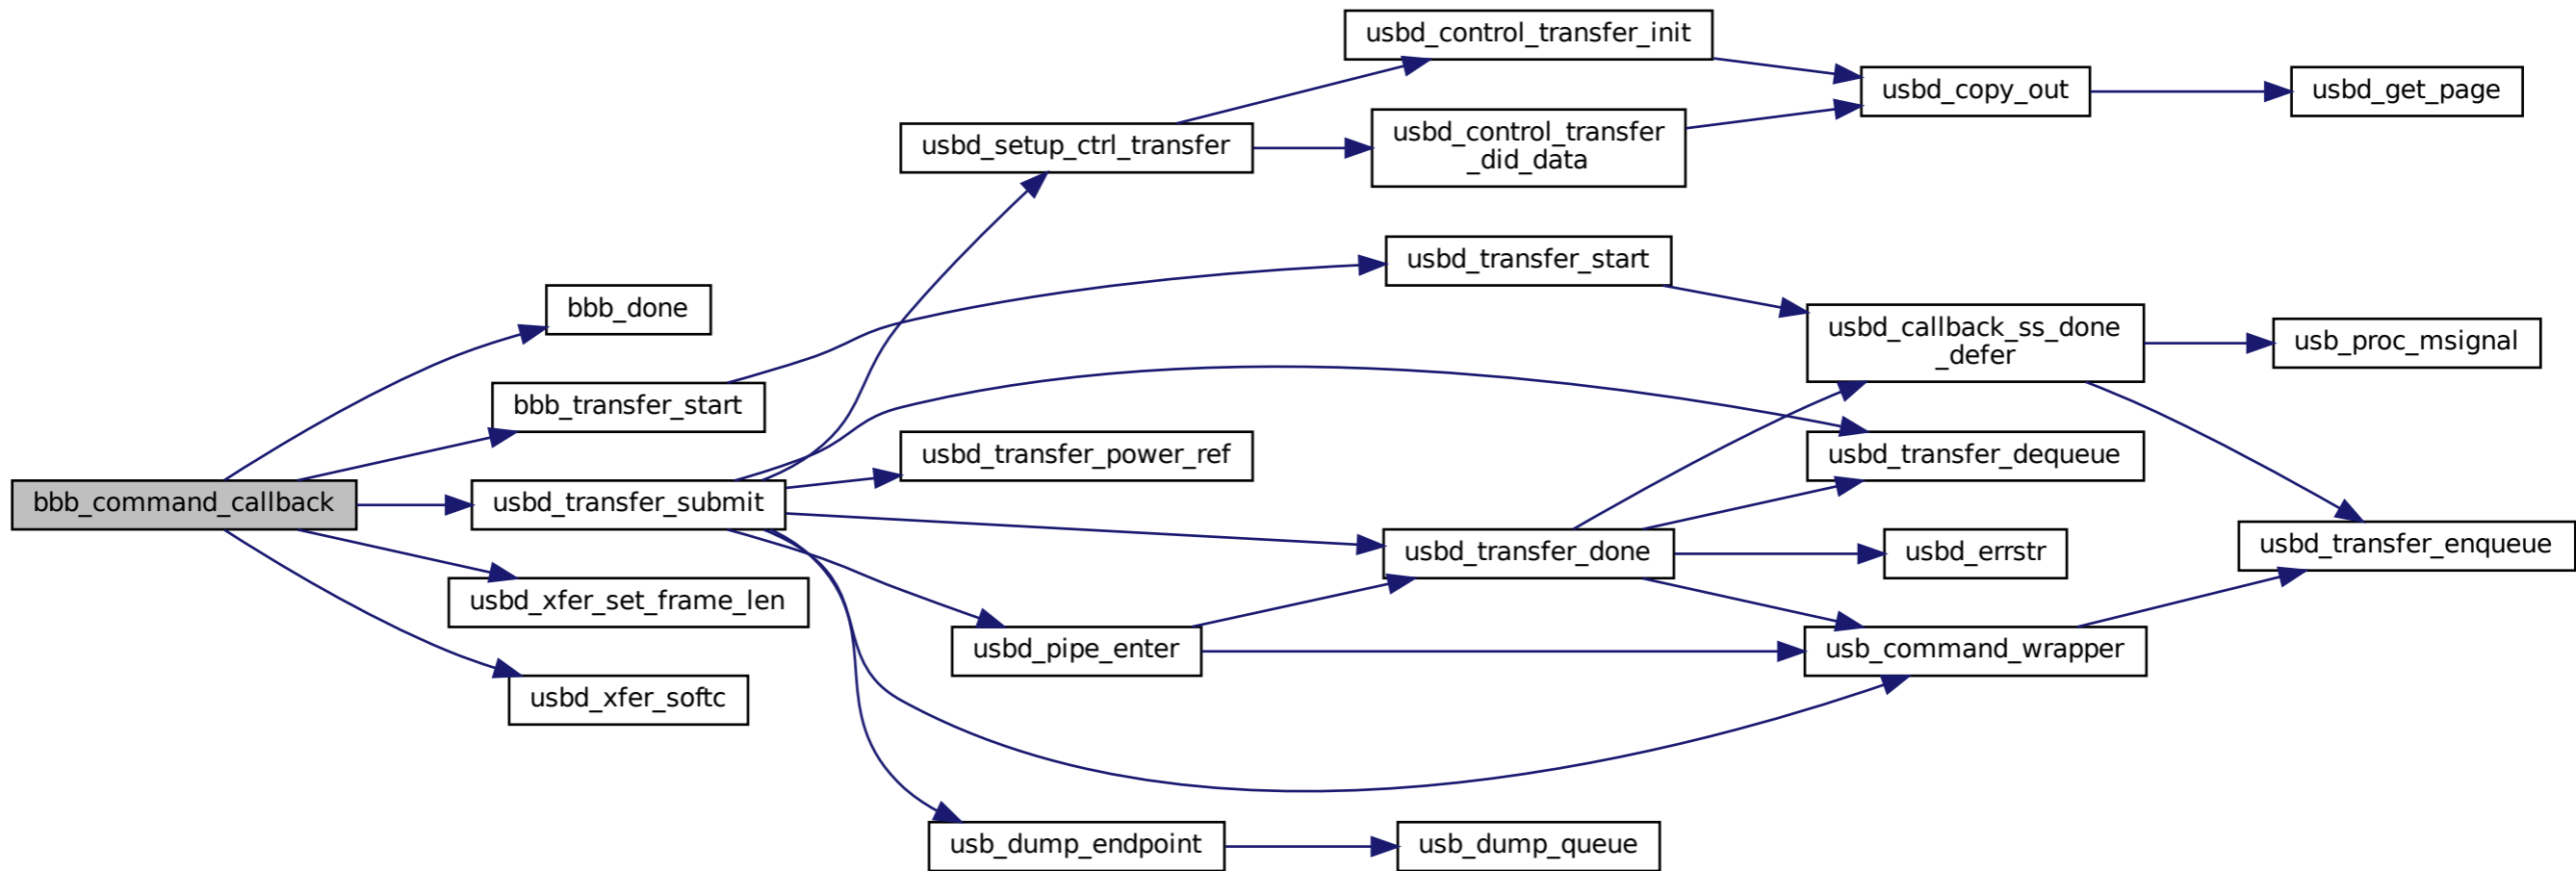 usbd_control_transfer_init
usbd_copy_out
usbd_get_page
usbd_setup_ctrl_transfer
usbd_control_transfer
_did_data
usbd_transfer_start
bbb_done
usbd_callback_ss_done
_defer
usb_proc_msignal
bbb_transfer_start
usbd_transfer_power_ref
usbd_transfer_dequeue
bbb_command_callback
usbd_transfer_submit
usbd_transfer_done
usbd_errstr
usbd_transfer_enqueue
usbd_xfer_set_frame_len
usbd_pipe_enter
usb_command_wrapper
usbd_xfer_softc
usb_dump_endpoint
usb_dump_queue